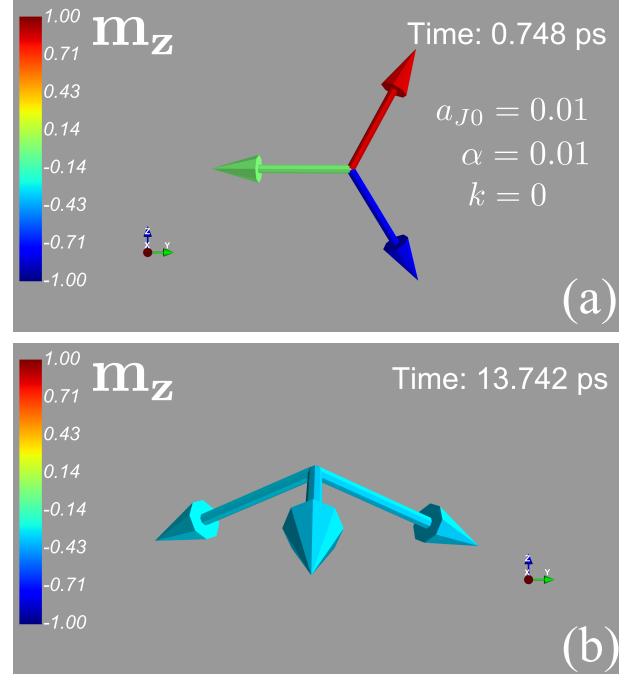 m_z
Time: 0.748 ps
1.00
0.71
0.43
0.14
-0.14
-0.43
-0.71
-1.00
a_{J0} = 0.01
α = 0.01
k = 0
Z
X
Y
(a)
m_z
Time: 13.742 ps
1.00
0.71
0.43
0.14
-0.14
-0.43
-0.71
-1.00
Z
X
Y
(b)